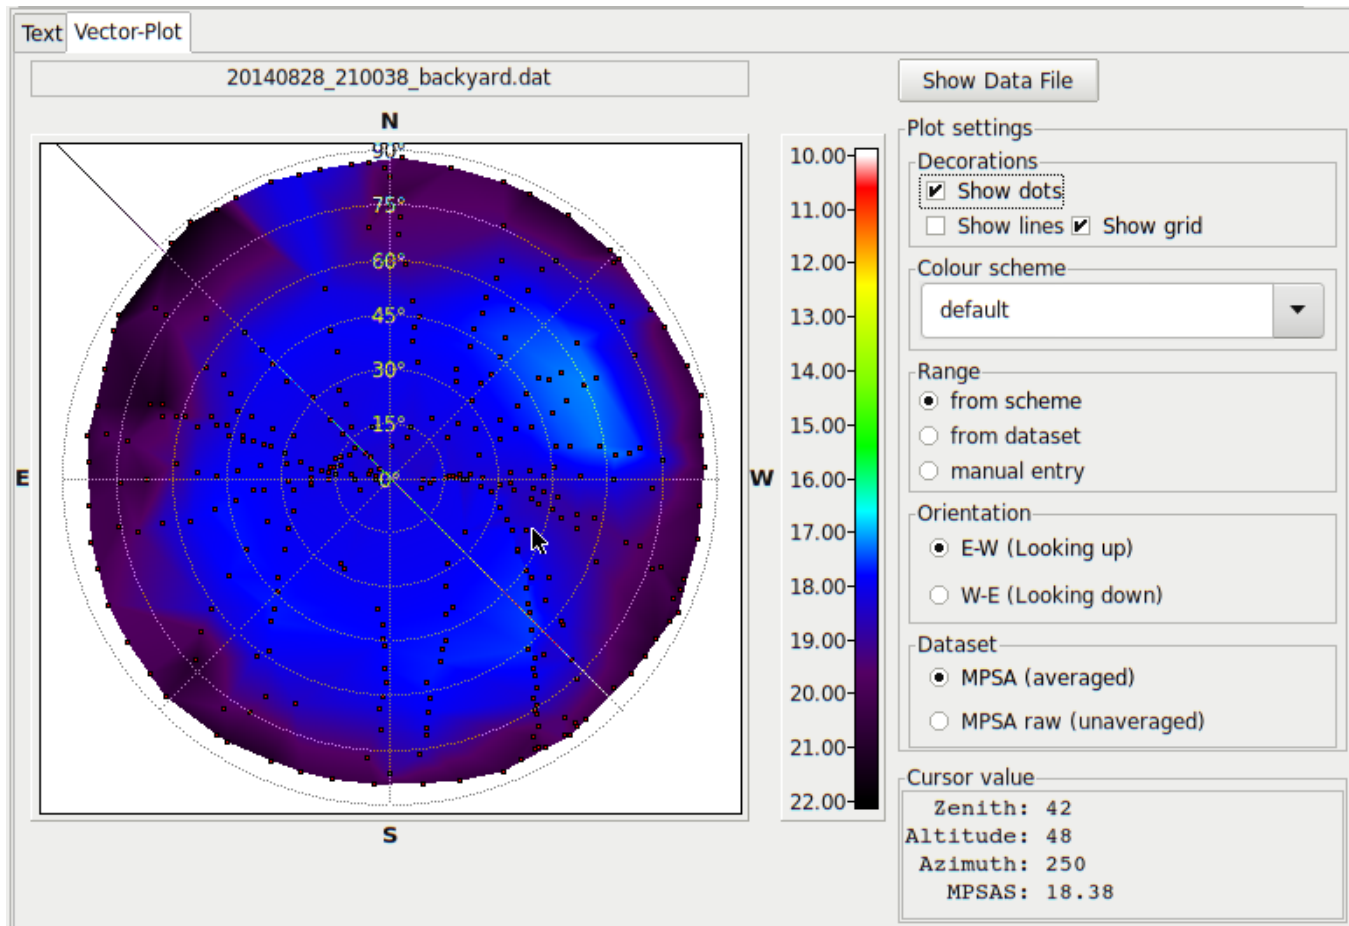 Text Vector-Plot
20140828_210038_backyard.dat
N
90°
75°
60°
45°
30°
15°
0°
E
W
S
10.00
11.00
12.00
13.00
14.00
15.00
16.00
17.00
18.00
19.00
20.00
21.00
22.00
Show Data File
Plot settings
Decorations
Show dots
Show lines Show grid
Colour scheme
default
Range
from scheme
from dataset
manual entry
Orientation
E-W (Looking up)
W-E (Looking down)
Dataset
MPSA (averaged)
MPSA raw (unaveraged)
Cursor value
Zenith: 42
Altitude: 48
Azimuth: 250
MPSAS: 18.38